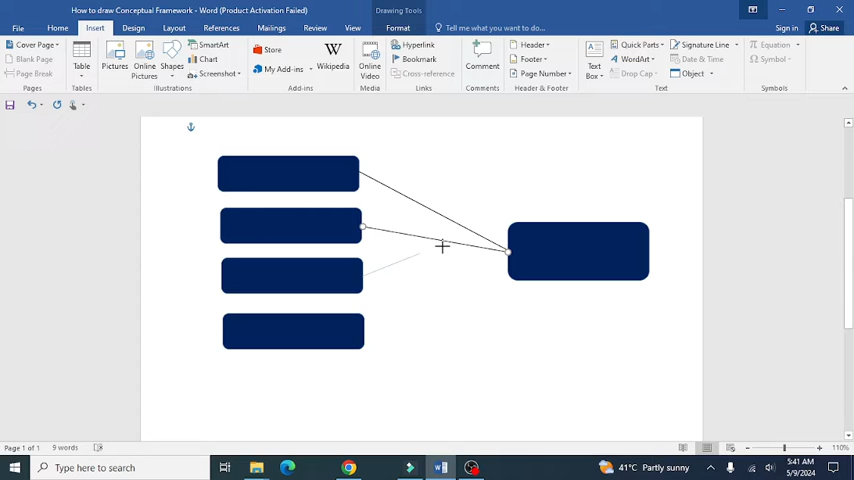 How to draw Conceptual Framework - Word (Product Activation Failed)
Drawing Tools
File Home Insert Design Layout References Mailings Review View Format Tell me what you want to do...
Sign in Share
Cover Page
Blank Page
Page Break
Pages
Table
Tables
Pictures
Online Pictures
Shapes
SmartArt
Chart
Screenshot
Illustrations
Store
My Add-ins
Wikipedia
Add-ins
Online Video
Media
Hyperlink
Bookmark
Cross-reference
Links
Comment
Comments
Header
Footer
Page Number
Header & Footer
Text Box
Quick Parts
WordArt
Drop Cap
Signature Line
Date & Time
Object
Text
Equation
Symbol
Symbols
Page 1 of 1 9 words
110%
Type here to search
41°F Partly sunny
5:41 AM
5/9/2024